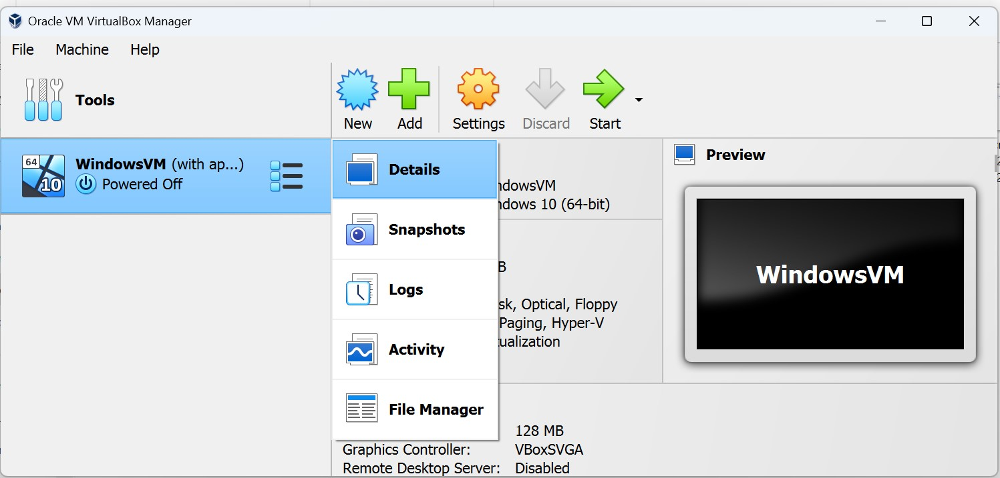 Oracle VM VirtualBox Manager
File Machine Help
Tools
New Add Settings Discard Start
64
10
WindowsVM (with ap...)
Powered Off
Details
Snapshots
Logs
Activity
File Manager
ndowsVM
ndows 10 (64-bit)
B
sk, Optical, Floppy
Paging, Hyper-V
tualization
128 MB
Graphics Controller: VBoxSVGA
Remote Desktop Server: Disabled
Preview
WindowsVM